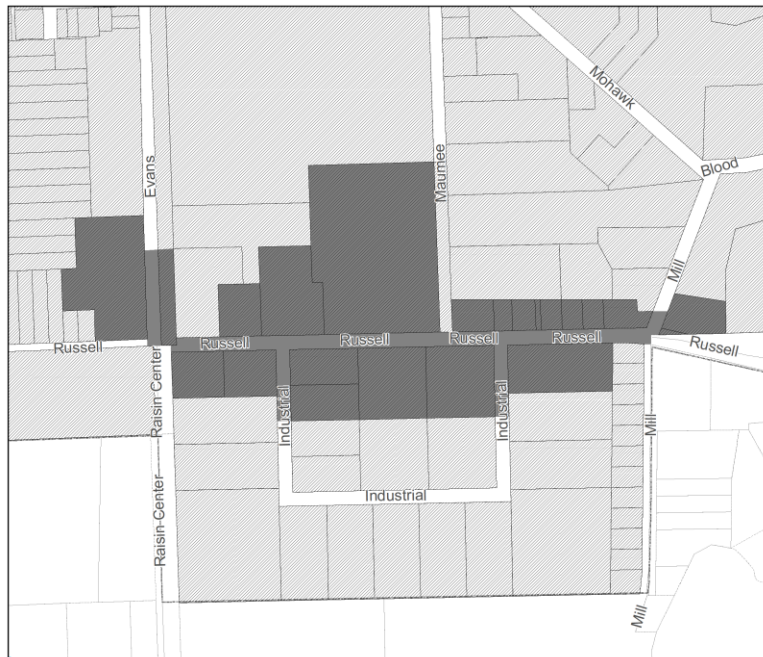 Mohawk
Blood
Evans
Maumee
Mill
Russell
Russell
Russell
Russell
Russell
Russell
Raisin Center
Industrial
Industrial
Mill
Raisin Center
Industrial
Mill